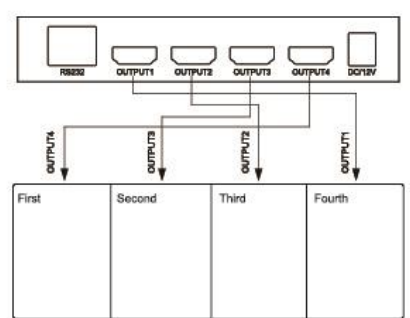 RS232 OUTPUT1 OUTPUT2 OUTPUT3 OUTPUT4 DC/12V
OUTPUT4 OUTPUT3 OUTPUT2 OUTPUT1
First Second Third Fourth